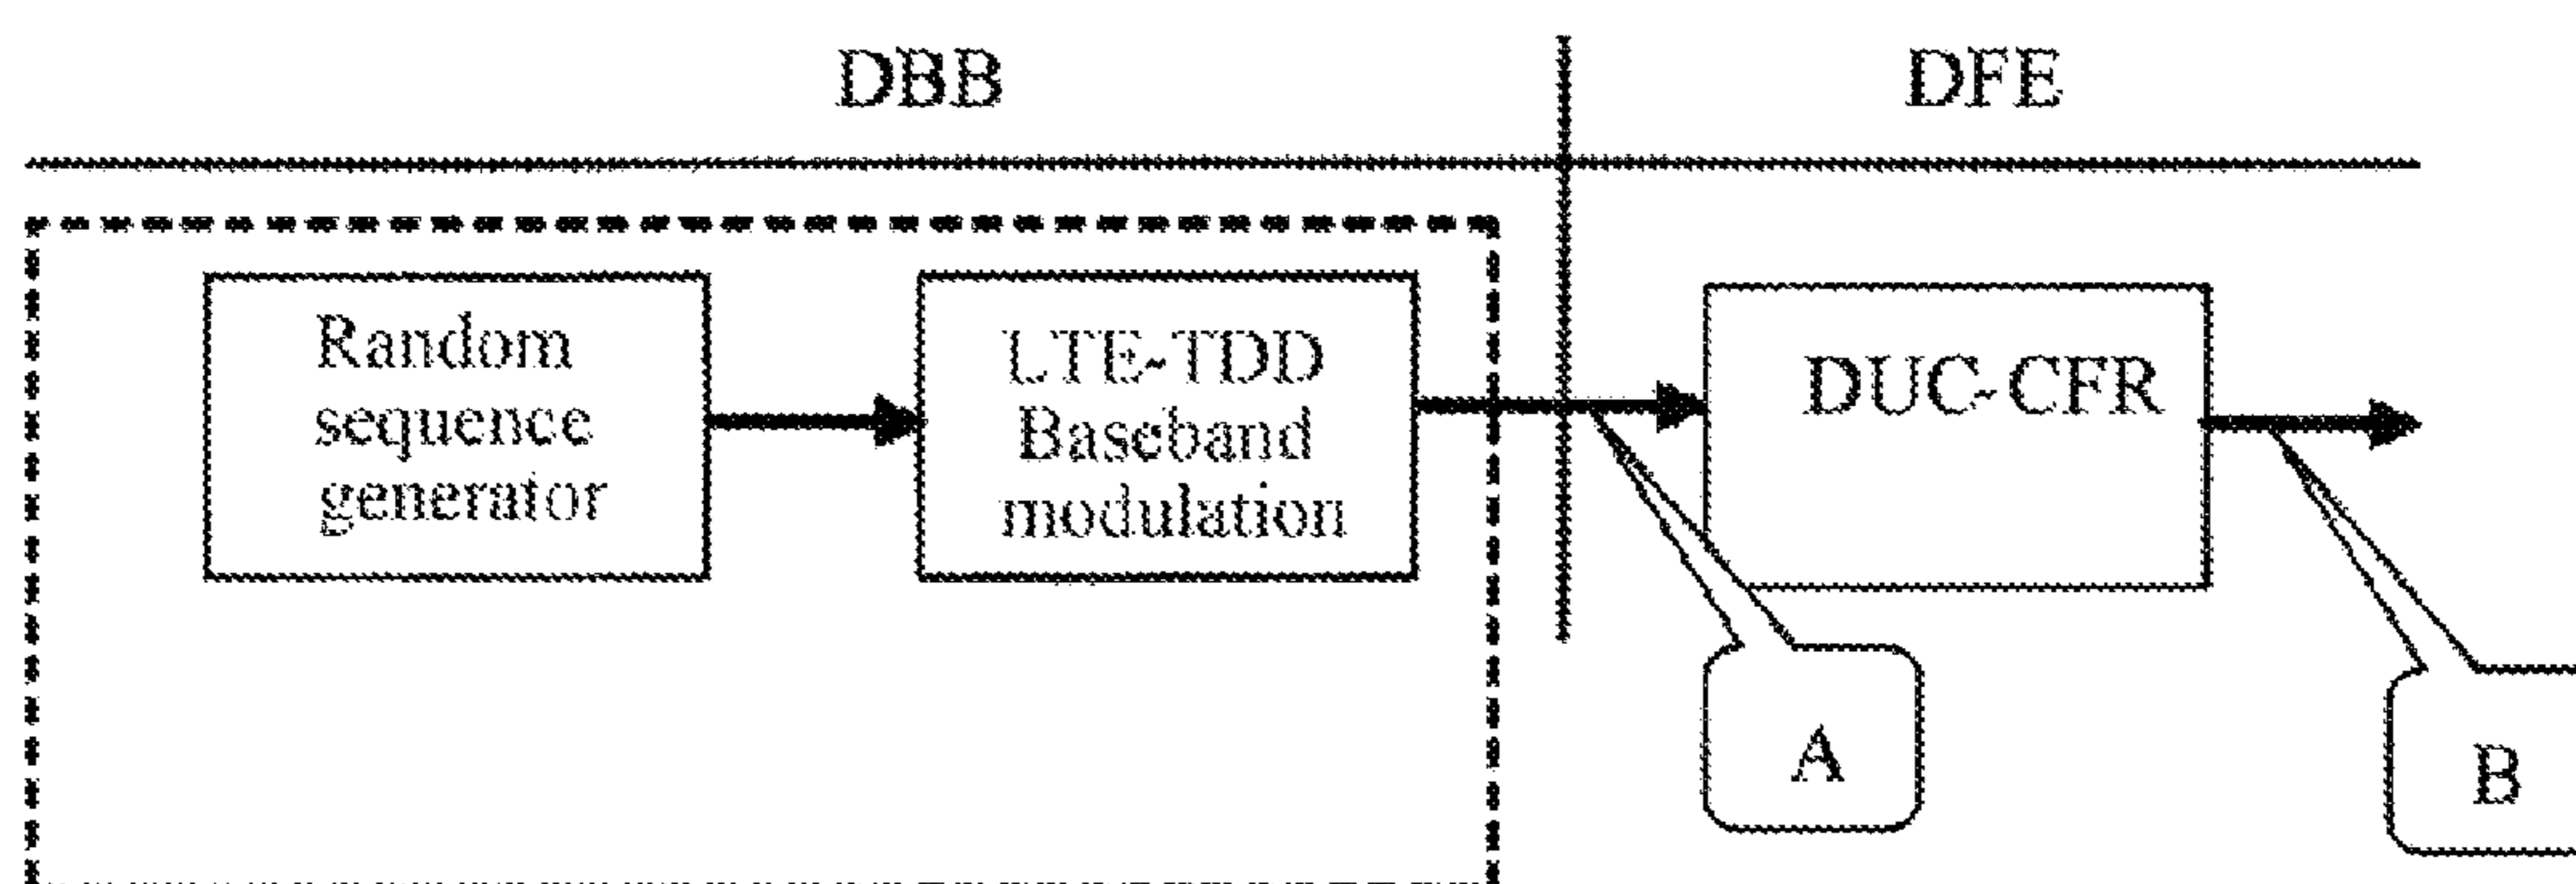 DBB
DFE
Random
sequence
generator
LTE-TDD
Baseband
modulation
DUC-CFR
A
B